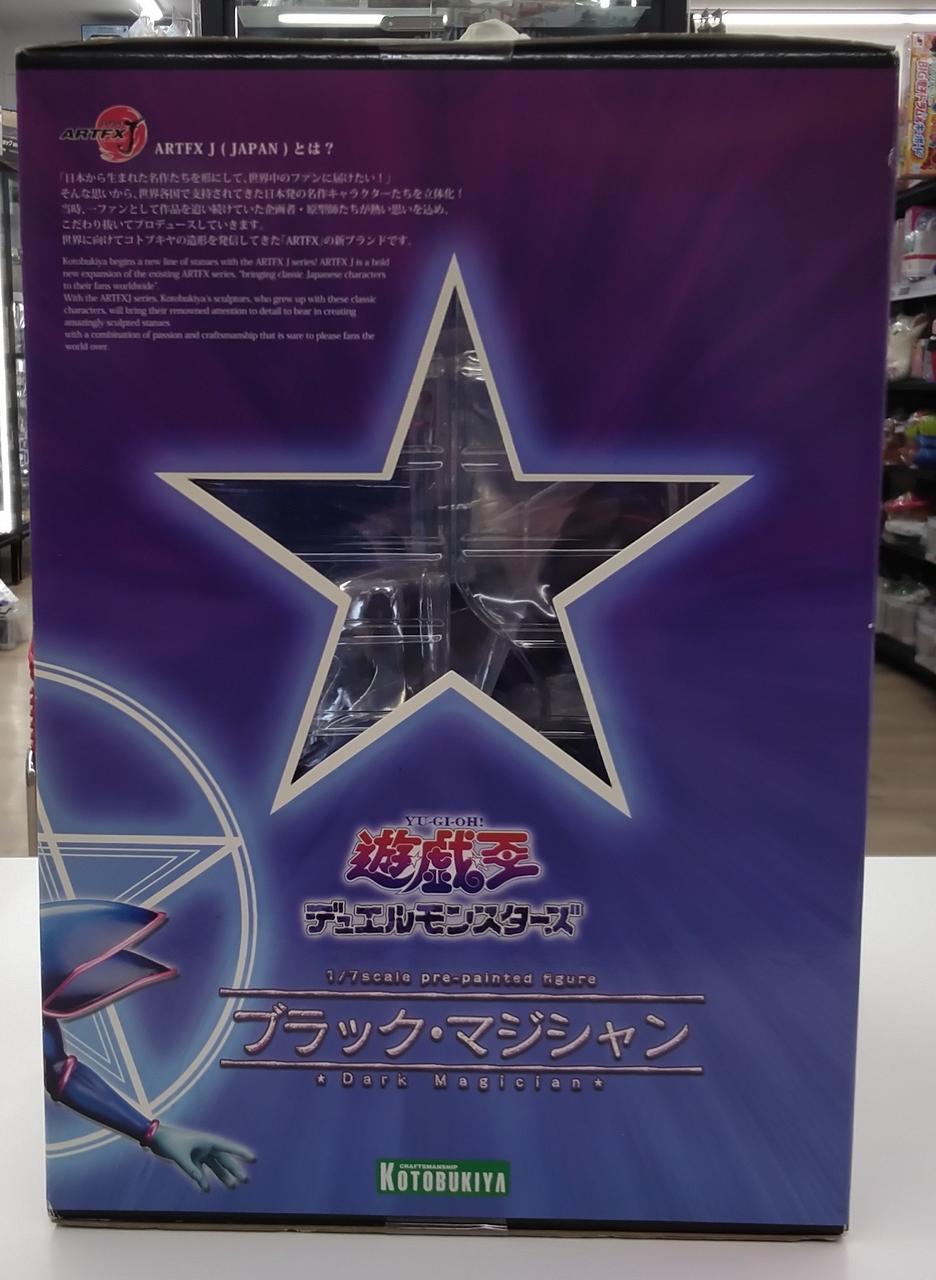 ARTFX J
ARTFX J ( JAPAN ) とは？
「日本から生まれた名作たちを形にして、世界中のファンに届けたい！」
そんな思いから、世界各国で支持されてきた日本発の名作キャラクターたちを立体化！
当時、一ファンとして作品を追い続けていた企画者・原型師たちが熱い思いを込め、
こだわり抜いてプロデュースしていきます。
世界に向けてコトブキヤの造形を発信してきた「ARTFX」の新ブランドです。
Kotobukiya begins a new line of statues with the ARTFX J series! ARTFX J is a bold
new expansion of the existing ARTFX series, "bringing classic Japanese characters
to their fans worldwide".
With the ARTFXJ series, Kotobukiya's sculptors, who grew up with these classic
characters, will bring their renowned attention to detail to bear in creating
amazingly sculpted statues
with a combination of passion and craftsmanship that is sure to please fans the
world over.
YU-GI-OH!
遊☆戯☆王
デュエルモンスターズ
1/7scale pre-painted figure
ブラック・マジシャン
★Dark Magician★
CRAFTSMANSHIP
KOTOBUKIYA